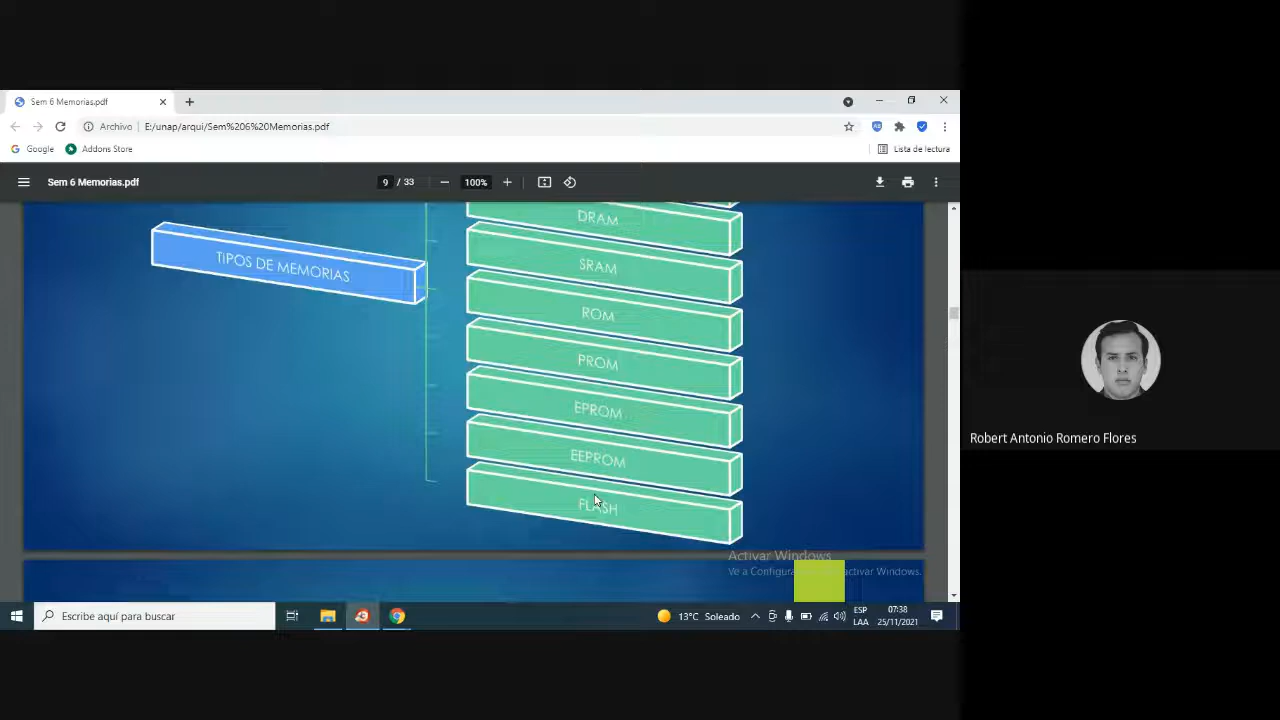 Sem 6 Memorias.pdf
Archivo E:/unap/arqui/Sem%206%20Memorias.pdf
Google Addons Store Lista de lectura
Sem 6 Memorias.pdf 9 / 33 100%
DRAM
TIPOS DE MEMORIAS
SRAM
ROM
PROM
EPROM
EEPROM
FLASH
Activar Windows
Ve a Configura activar Windows.
Robert Antonio Romero Flores
Escribe aquí para buscar
13°C Soleado
ESP
LAA
07:38
25/11/2021